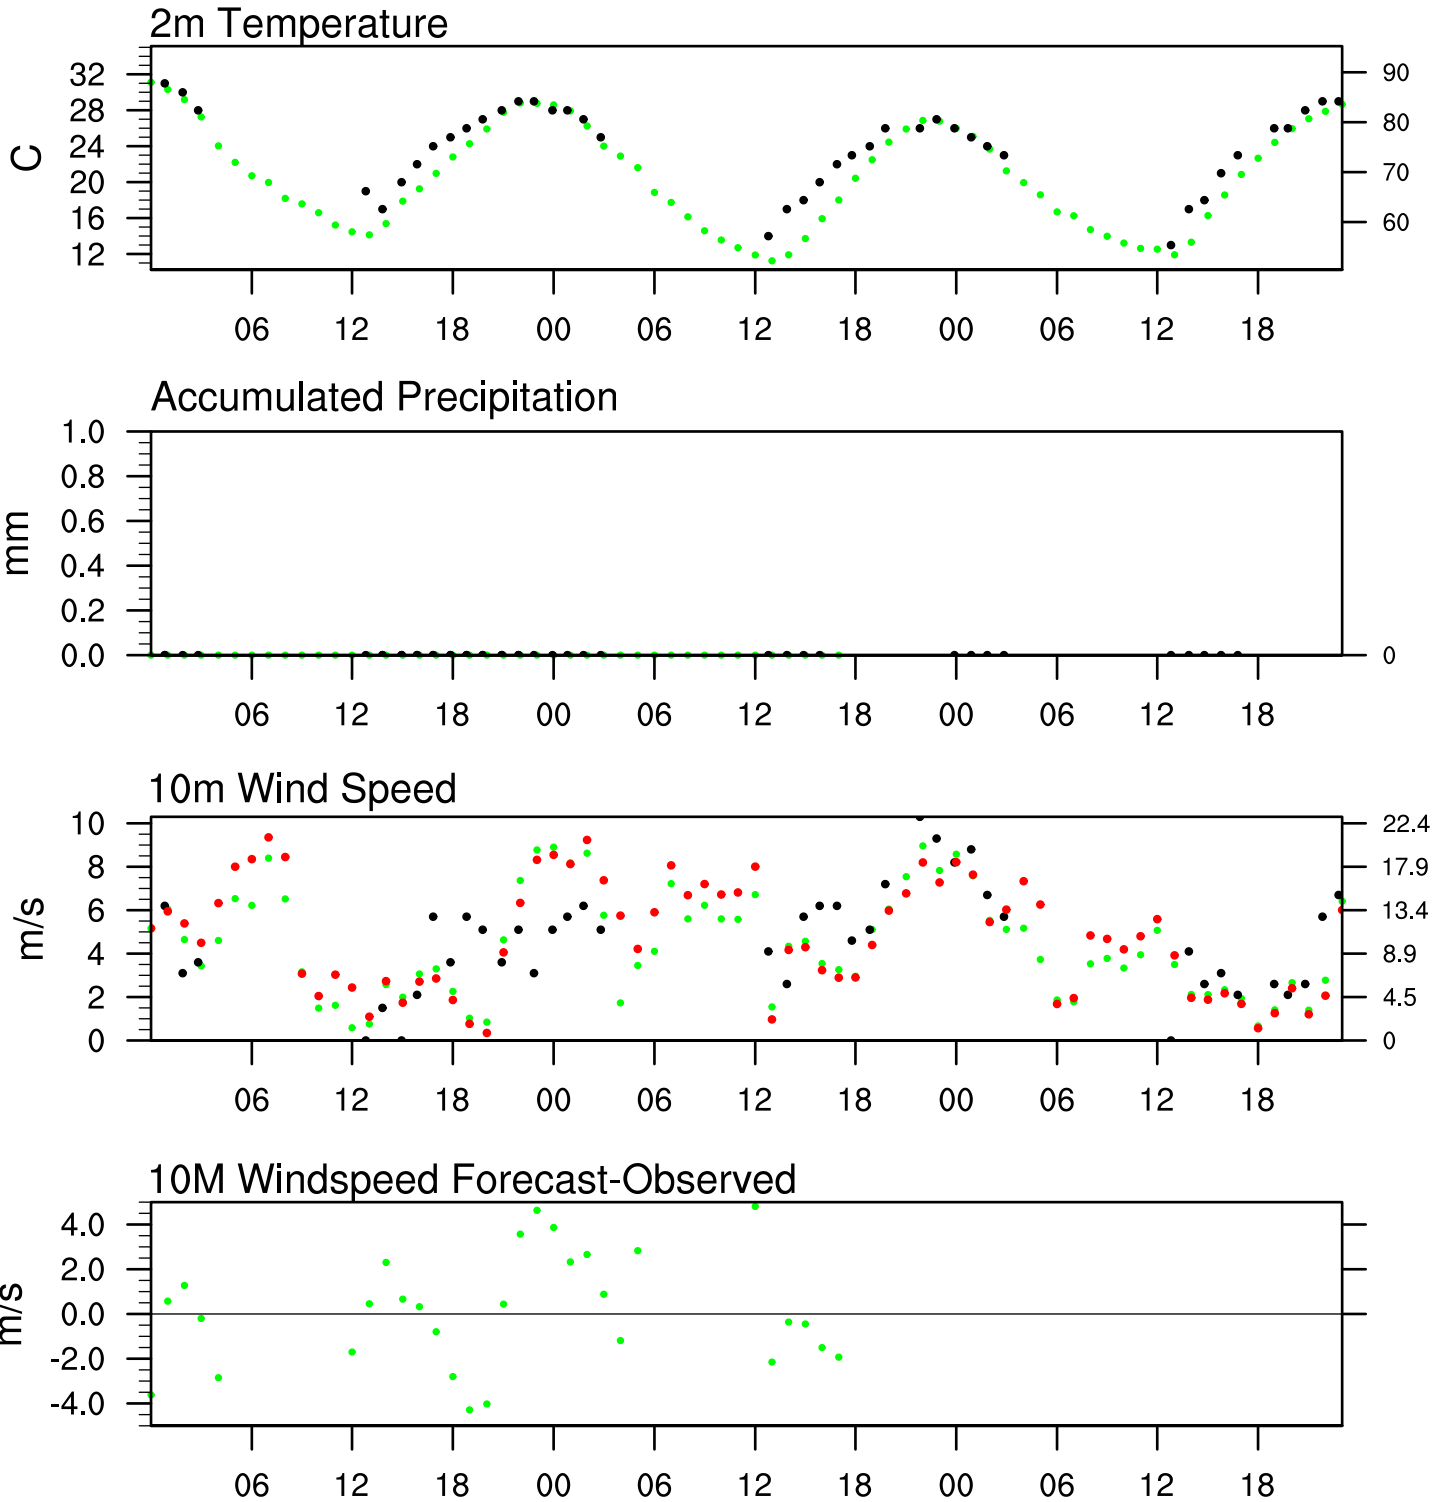 2m Temperature
32
28
24
20
16
12
C
90
80
70
60
06 12 18 00 06 12 18 00 06 12 18
Accumulated Precipitation
1.0
0.8
0.6
0.4
0.2
0.0
mm
0
06 12 18 00 06 12 18 00 06 12 18
10m Wind Speed
10
8
6
4
2
0
m/s
22.4
17.9
13.4
8.9
4.5
0
06 12 18 00 06 12 18 00 06 12 18
10M Windspeed Forecast-Observed
4.0
2.0
0.0
-2.0
-4.0
m/s
06 12 18 00 06 12 18 00 06 12 18